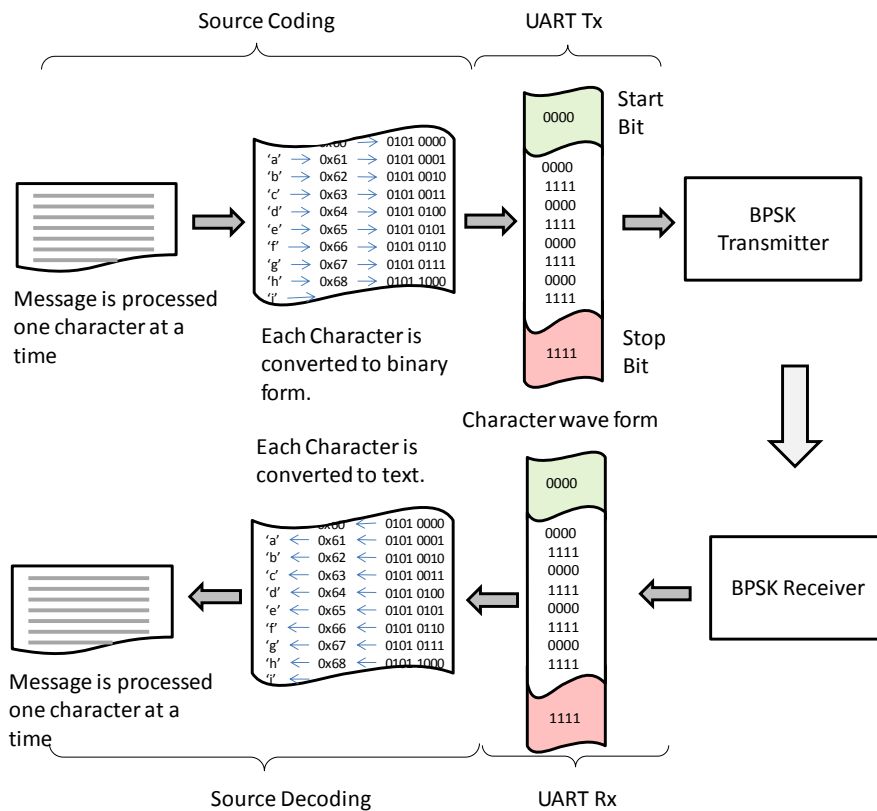 Source Coding
UART Tx
0000
Start
Bit
0101 0000
'a' 0x61 0101 0001
'b' 0x62 0101 0010
'c' 0x63 0101 0011
'd' 0x64 0101 0100
'e' 0x65 0101 0101
'f' 0x66 0101 0110
'g' 0x67 0101 0111
'h' 0x68 0101 1000
'i'
0000
1111
0000
1111
0000
1111
0000
1111
BPSK
Transmitter
Message is processed
one character at a
time
Each Character is
converted to binary
form.
1111
Stop
Bit
Character wave form
Each Character is
converted to text.
0000
0101 0000
'a' 0x61 0101 0001
'b' 0x62 0101 0010
'c' 0x63 0101 0011
'd' 0x64 0101 0100
'e' 0x65 0101 0101
'f' 0x66 0101 0110
'g' 0x67 0101 0111
'h' 0x68 0101 1000
'i'
0000
1111
0000
1111
0000
1111
0000
1111
BPSK Receiver
Message is processed
one character at a
time
1111
Source Decoding
UART Rx